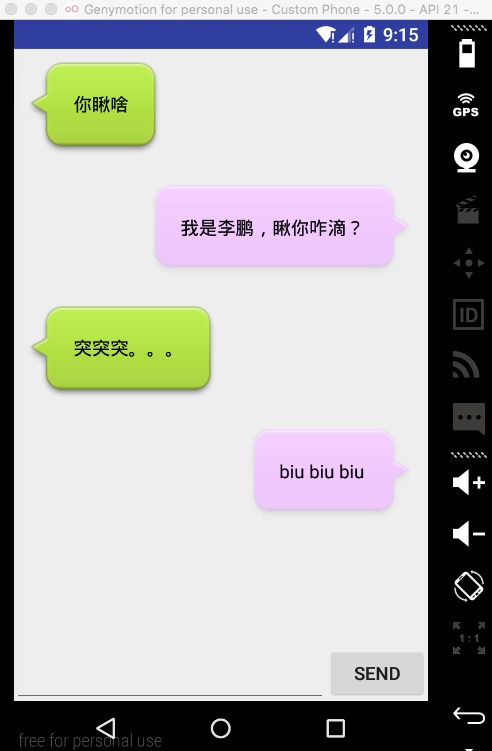 Genymotion for personal use - Custom Phone - 5.0.0 - API 21 -...
9:15
GPS
你瞅啥
我是李鹏，瞅你咋滴？
突突突。。。
ID
biu biu biu
1:1
SEND
free for personal use